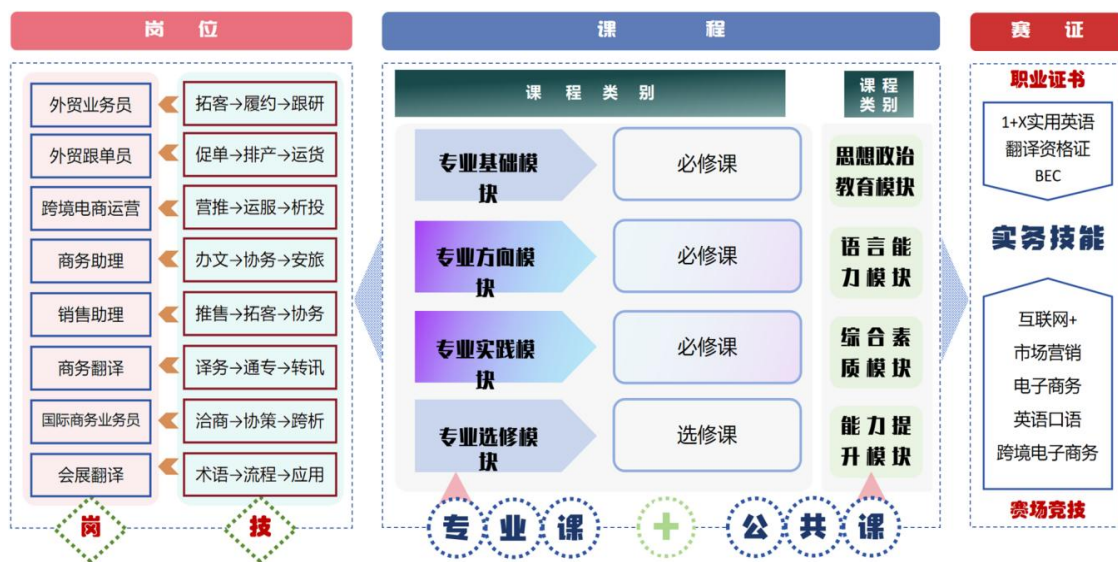 岗 位
外贸业务员
拓客→履约→跟研
外贸跟单员
促单→排产→运货
跨境电商运营
营推→运服→析投
商务助理
办文→协务→安旅
销售助理
推售→拓客→协务
商务翻译
译务→通专→转讯
国际商务业务员
洽商→协策→跨析
会展翻译
术语→流程→应用
岗
技
课 程
课 程 类 别
专业基础模
块
必修课
专业方向模
块
必修课
专业实践模
块
必修课
专业选修模
块
选修课
课 程
类 别
思想政治
教育模块
语言能
力模块
综合素
质模块
能力提
升模块
专业课
+
公共课
赛 证
职业证书
1+X实用英语
翻译资格证
BEC
实务技能
互联网+
市场营销
电子商务
英语口语
跨境电子商务
赛场竞技